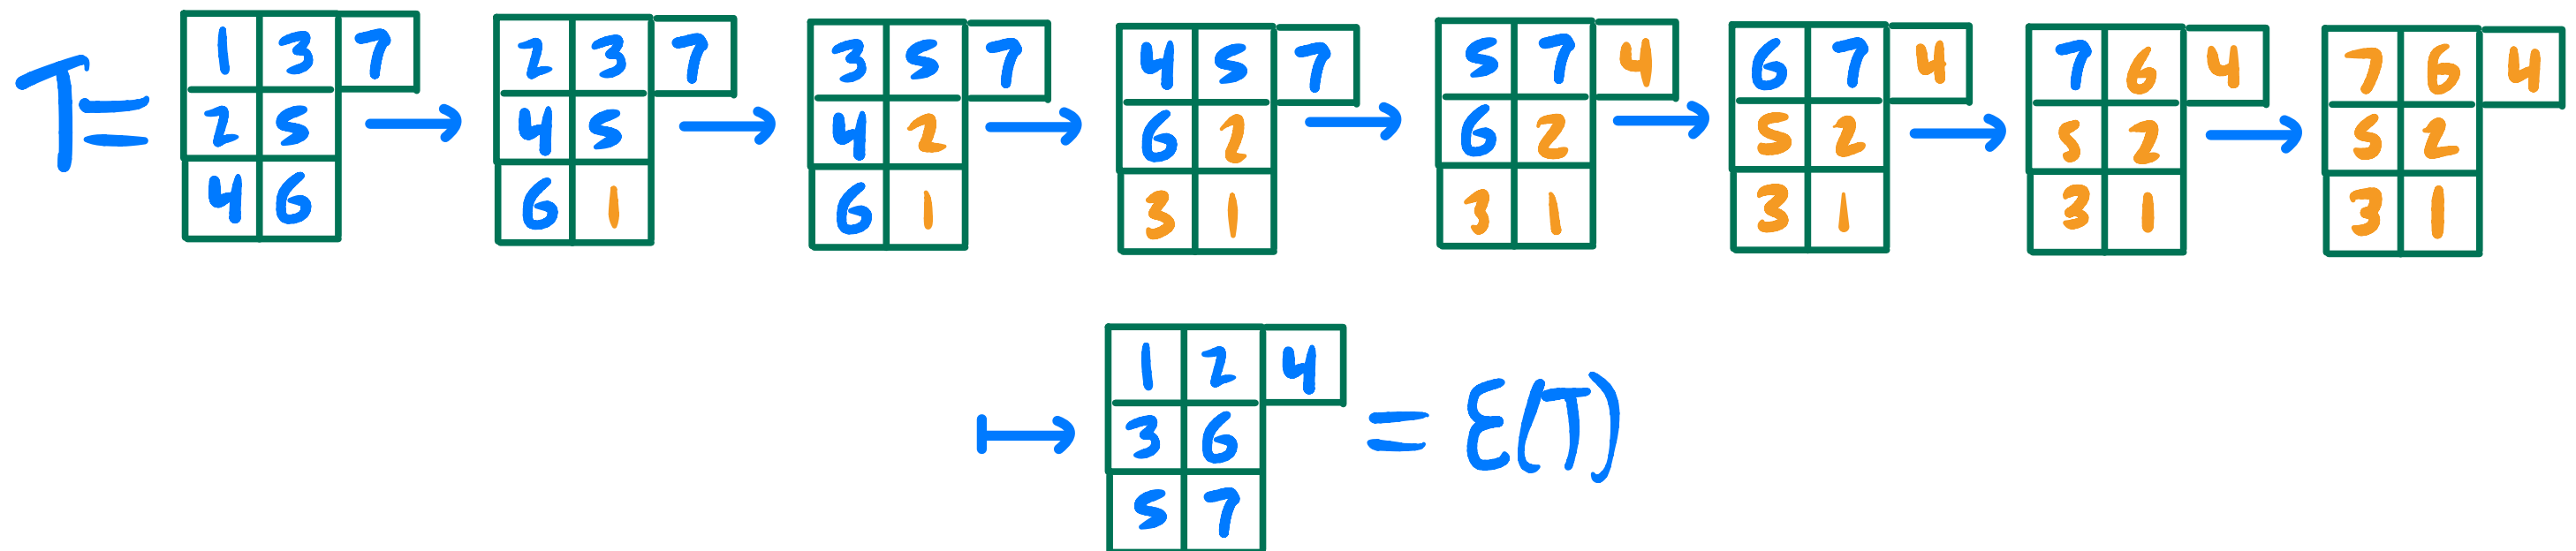 T= 1 3 7 → 2 3 7 → 3 5 7 → 4 5 7 → 5 7 4 → 6 7 4 → 7 6 4 → 7 6 4
2 5 4 5 4 2 6 2 6 2 5 2 5 2 5 2
4 6 6 1 6 1 3 1 3 1 3 1 3 1 3 1
↦ 1 2 4 = ε(T)
3 6
5 7